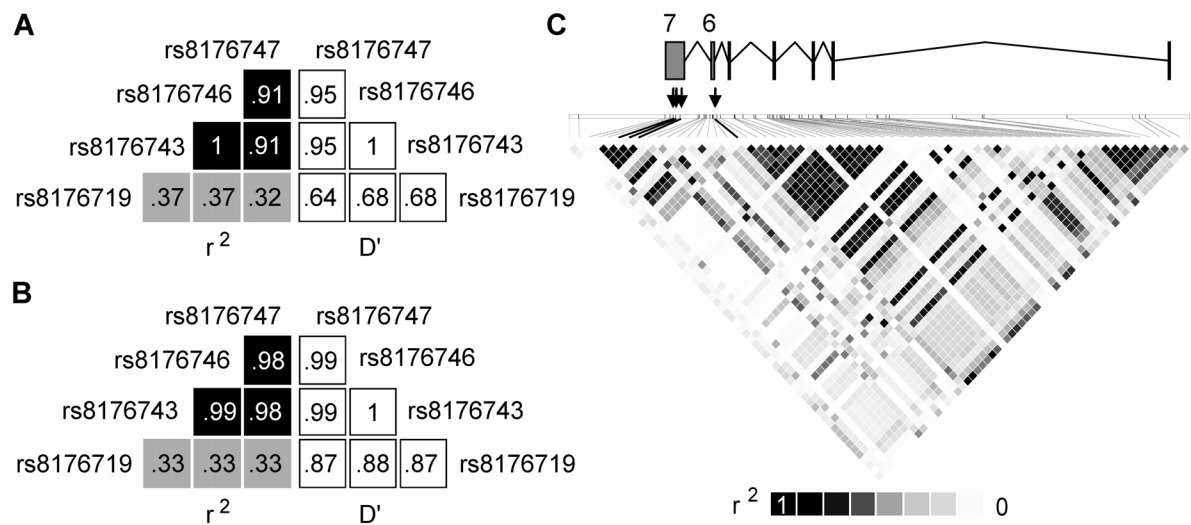 A
rs8176747 rs8176747
rs8176746 .91 .95 rs8176746
rs8176743 1 .91 .95 1 rs8176743
rs8176719 .37 .37 .32 .64 .68 .68 rs8176719
r 2 D'
B
rs8176747 rs8176747
rs8176746 .98 .99 rs8176746
rs8176743 .99 .98 .99 1 rs8176743
rs8176719 .33 .33 .33 .87 .88 .87 rs8176719
r 2 D'
C
7 6
r 2 1 0